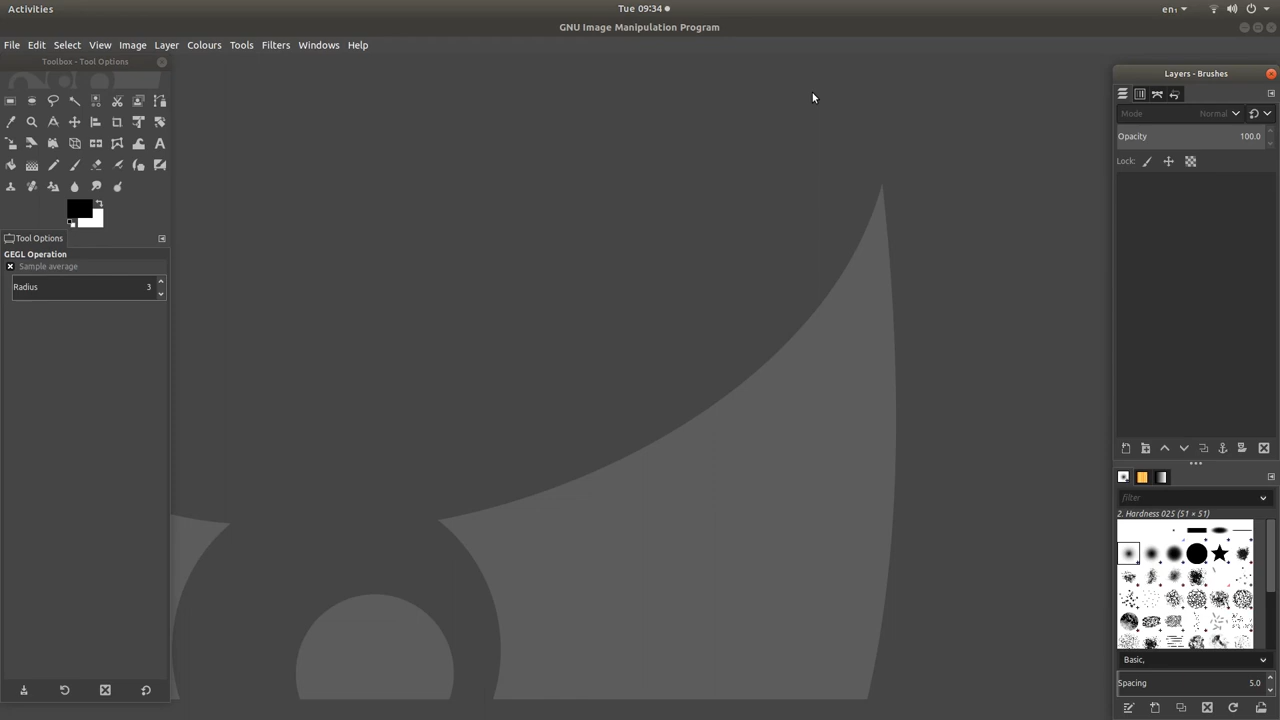 Activities
Tue 09:34
en₁
GNU Image Manipulation Program
File Edit Select View Image Layer Colours Tools Filters Windows Help
Toolbox - Tool Options
Layers - Brushes
Mode Normal
Opacity 100.0
Lock:
Tool Options
GEGL Operation
Sample average
Radius 3
filter
2. Hardness 025 (51 × 51)
Basic,
Spacing 5.0